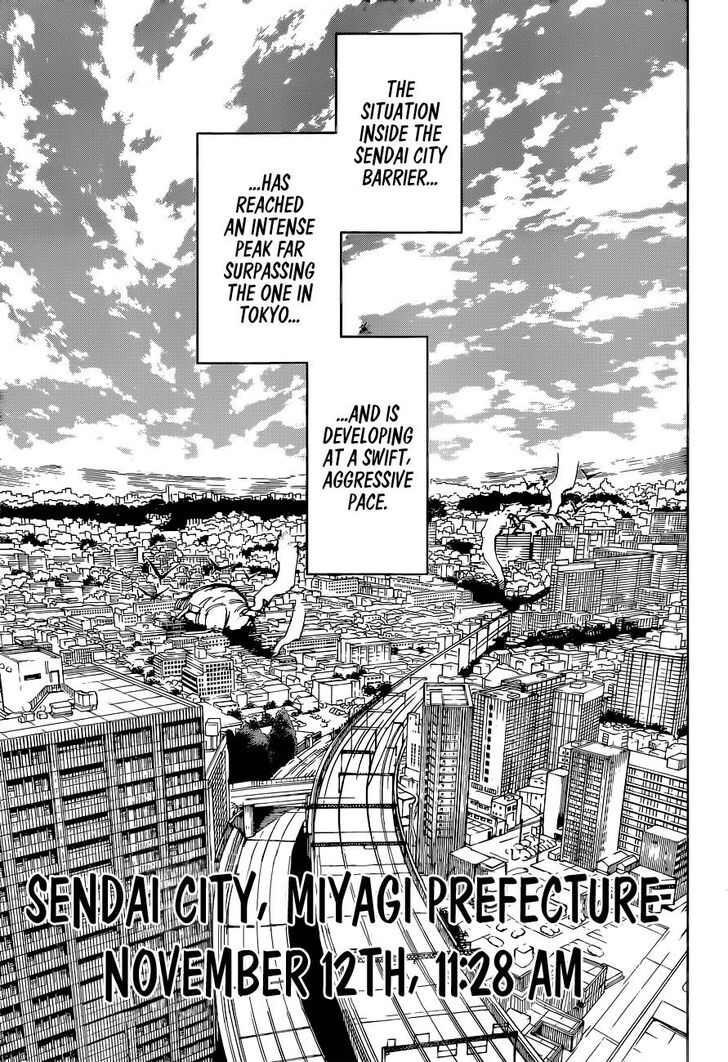 THE
SITUATION
INSIDE THE
SENDAI CITY
BARRIER...
...HAS
REACHED
AN INTENSE
PEAK FAR
SURPASSING
THE ONE IN
TOKYO...
...AND IS
DEVELOPING
AT A SWIFT,
AGGRESSIVE
PACE.
SENDAI CITY, MIYAGI PREFECTURE
NOVEMBER 12TH, 11:28 AM